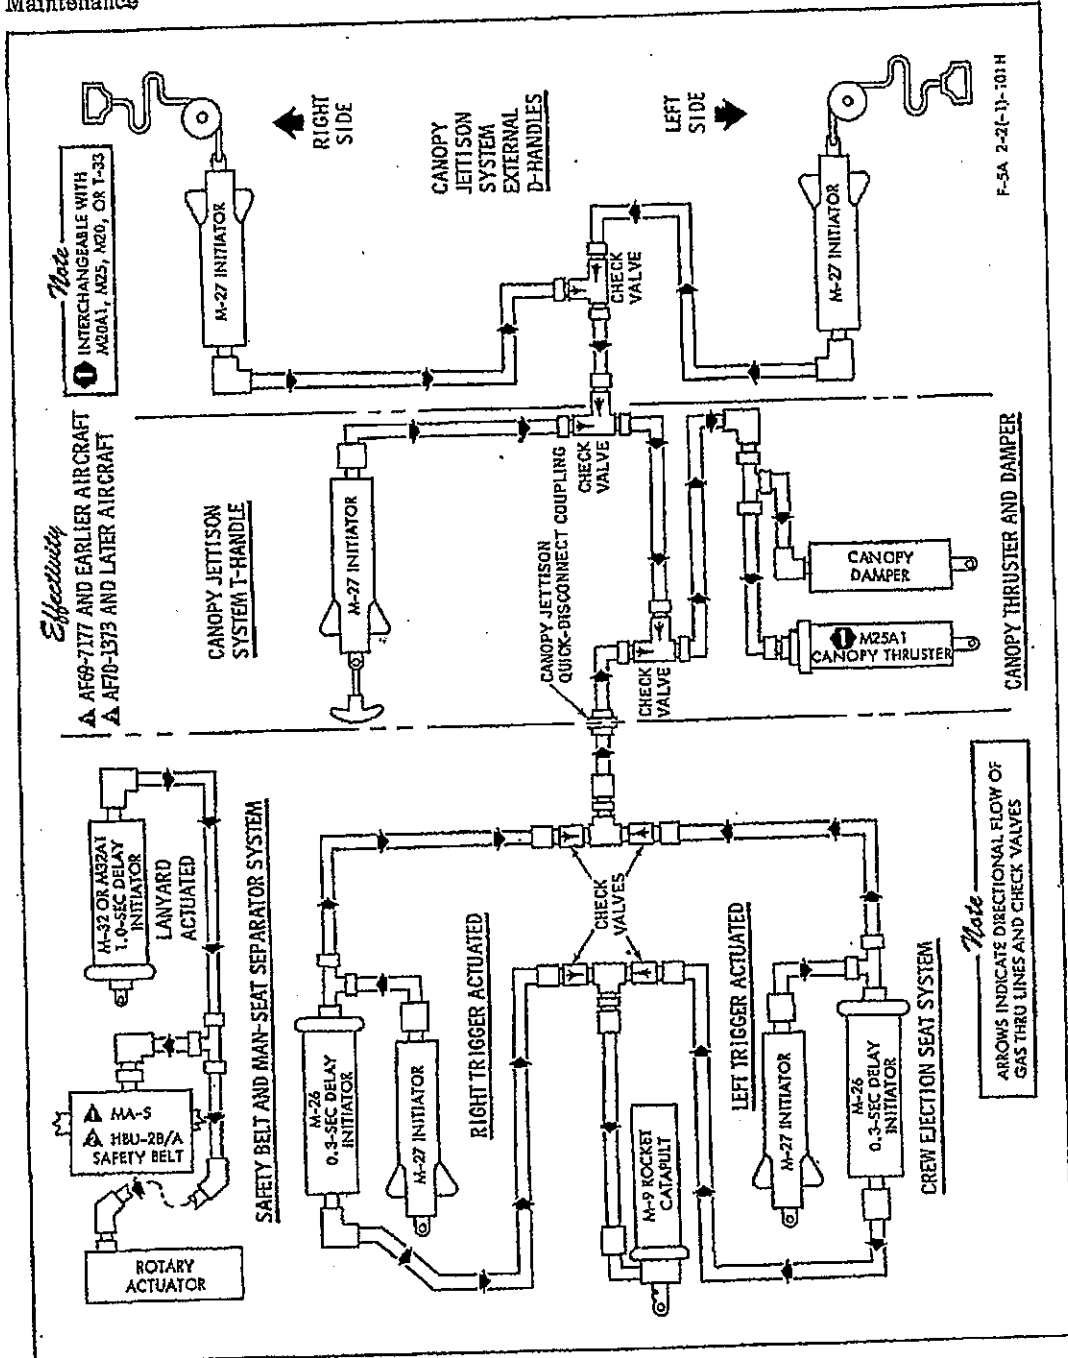 Maintenance
Effectivity
AF69-7177 AND EARLIER AIRCRAFT
AF70-1373 AND LATER AIRCRAFT
Note
1 INTERCHANGEABLE WITH
M20A1, M25, M20, OR T-33
M-27 INITIATOR
RIGHT
SIDE
CANOPY
JETTISON
SYSTEM
EXTERNAL
D-HANDLES
LEFT
SIDE
M-27 INITIATOR
F-5A 2-2(-1)-101H
CHECK
VALVE
CANOPY JETTISON
SYSTEM T-HANDLE
M-27 INITIATOR
CHECK
VALVE
CANOPY JETTISON
QUICK-DISCONNECT COUPLING
CHECK
VALVE
CANOPY
DAMPER
1 M25A1
CANOPY THRUSTER
CANOPY THRUSTER AND DAMPER
M-32 OR M32A1
1.0-SEC DELAY
INITIATOR
LANYARD
ACTUATED
1 MA-5
2 HBU-2B/A
SAFETY BELT
ROTARY
ACTUATOR
SAFETY BELT AND MAN-SEAT SEPARATOR SYSTEM
M-26
0.3-SEC DELAY
INITIATOR
M-27 INITIATOR
RIGHT TRIGGER ACTUATED
CHECK
VALVES
M-9 ROCKET
CATAPULT
LEFT TRIGGER ACTUATED
M-27 INITIATOR
M-26
0.3-SEC DELAY
INITIATOR
CREW EJECTION SEAT SYSTEM
Note
ARROWS INDICATE DIRECTIONAL FLOW OF
GAS THRU LINES AND CHECK VALVES